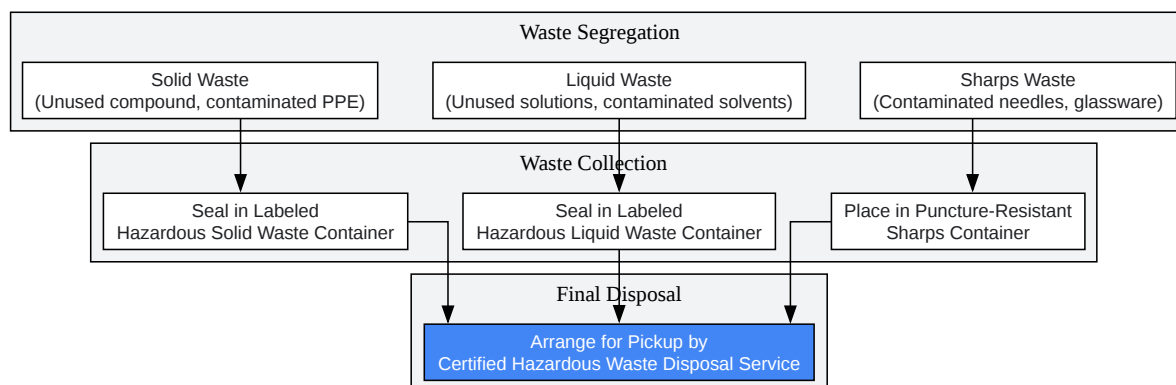 Waste Segregation
Solid Waste
(Unused compound, contaminated PPE)
Liquid Waste
(Unused solutions, contaminated solvents)
Sharps Waste
(Contaminated needles, glassware)
Waste Collection
Seal in Labeled
Hazardous Solid Waste Container
Seal in Labeled
Hazardous Liquid Waste Container
Place in Puncture-Resistant
Sharps Container
Final Disposal
Arrange for Pickup by
Certified Hazardous Waste Disposal Service